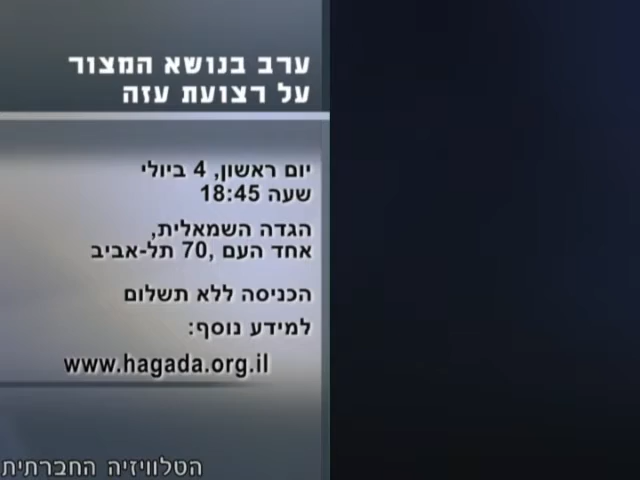 ערב בנושא המצור
על רצועת עזה
יום ראשון, 4 ביולי
שעה 18:45
הגדה השמאלית,
אחד העם ,70 תל-אביב
הכניסה ללא תשלום
למידע נוסף:
www.hagada.org.il
הטלוויזיה החברתית